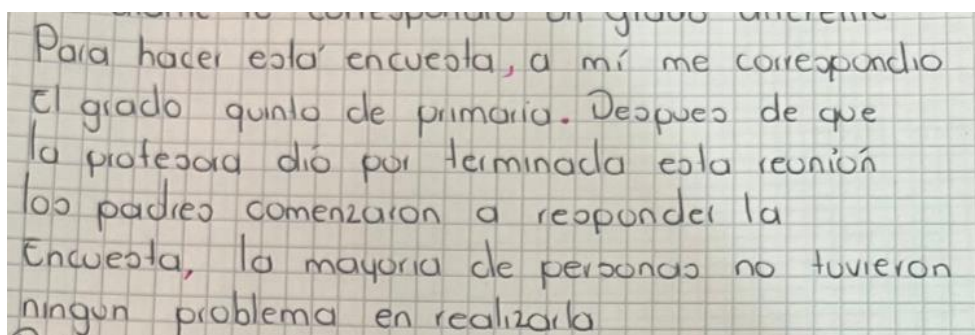 Para hacer está encuesta, a mí me correspondio
El grado quinto de primaria. Despues de que
la profesora dió por terminada esta reunión
los padres comenzaron a responder la
Encuesta, la mayoria de personas no tuvieron
ningun problema en realizarla